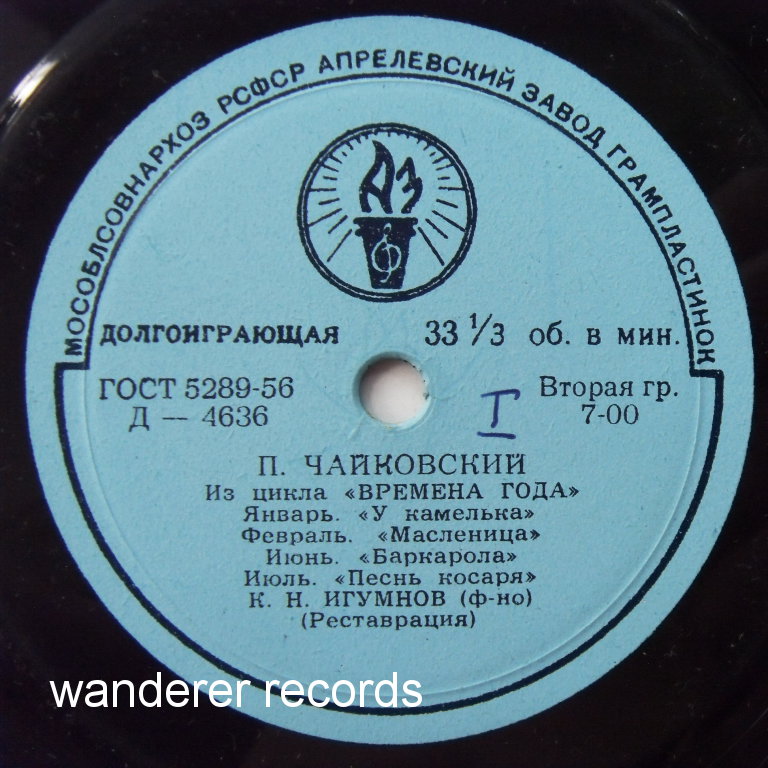 МОСОБЛСОВНАРХОЗ РСФСР АПРЕЛЕВСКИЙ ЗАВОД ГРАМПЛАСТИНОК
АЗ
ДОЛГОИГРАЮЩАЯ 33 1/3 об. в мин.
ГОСТ 5289-56 Вторая гр.
Д — 4636 I 7-00
П. ЧАЙКОВСКИЙ
Из цикла «ВРЕМЕНА ГОДА»
Январь. «У камелька»
Февраль. «Масленица»
Июнь. «Баркарола»
Июль. «Песнь косаря»
К. Н. ИГУМНОВ (ф-но)
(Реставрация)
wanderer records